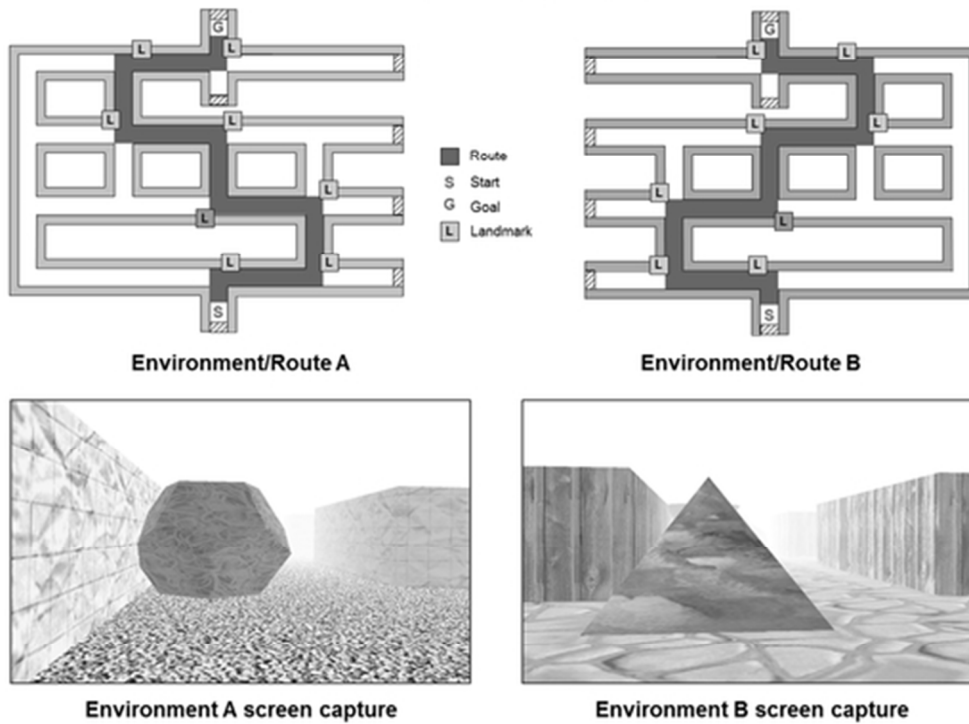 G
L
L
L
L
L
L
L
L
S
Environment/Route A
Route
S Start
G Goal
L Landmark
G
L
L
L
L
L
L
L
L
S
Environment/Route B
Environment A screen capture
Environment B screen capture